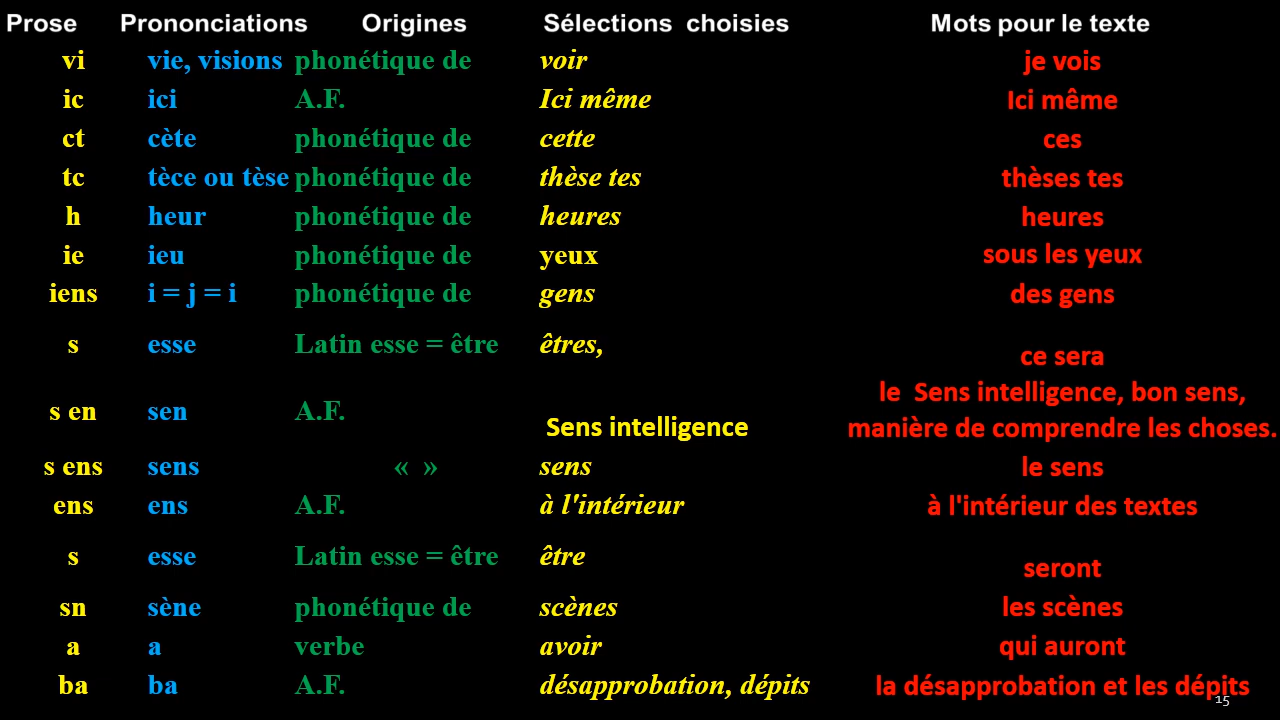 Prose Prononciations Origines Sélections choisies Mots pour le texte
vi vie, visions phonétique de voir je vois
ic ici A.F. Ici même Ici même
ct cète phonétique de cette ces
tc tèce ou tèse phonétique de thèse tes thèses tes
h heur phonétique de heures heures
ie ieu phonétique de yeux sous les yeux
iens i = j = i phonétique de gens des gens
s esse Latin esse = être êtres, ce sera
s en sen A.F. Sens intelligence le Sens intelligence, bon sens,
manière de comprendre les choses.
s ens sens « » sens le sens
ens ens A.F. à l'intérieur à l'intérieur des textes
s esse Latin esse = être être seront
sn sène phonétique de scènes les scènes
a a verbe avoir qui auront
ba ba A.F. désapprobation, dépits la désapprobation et les dépits
15